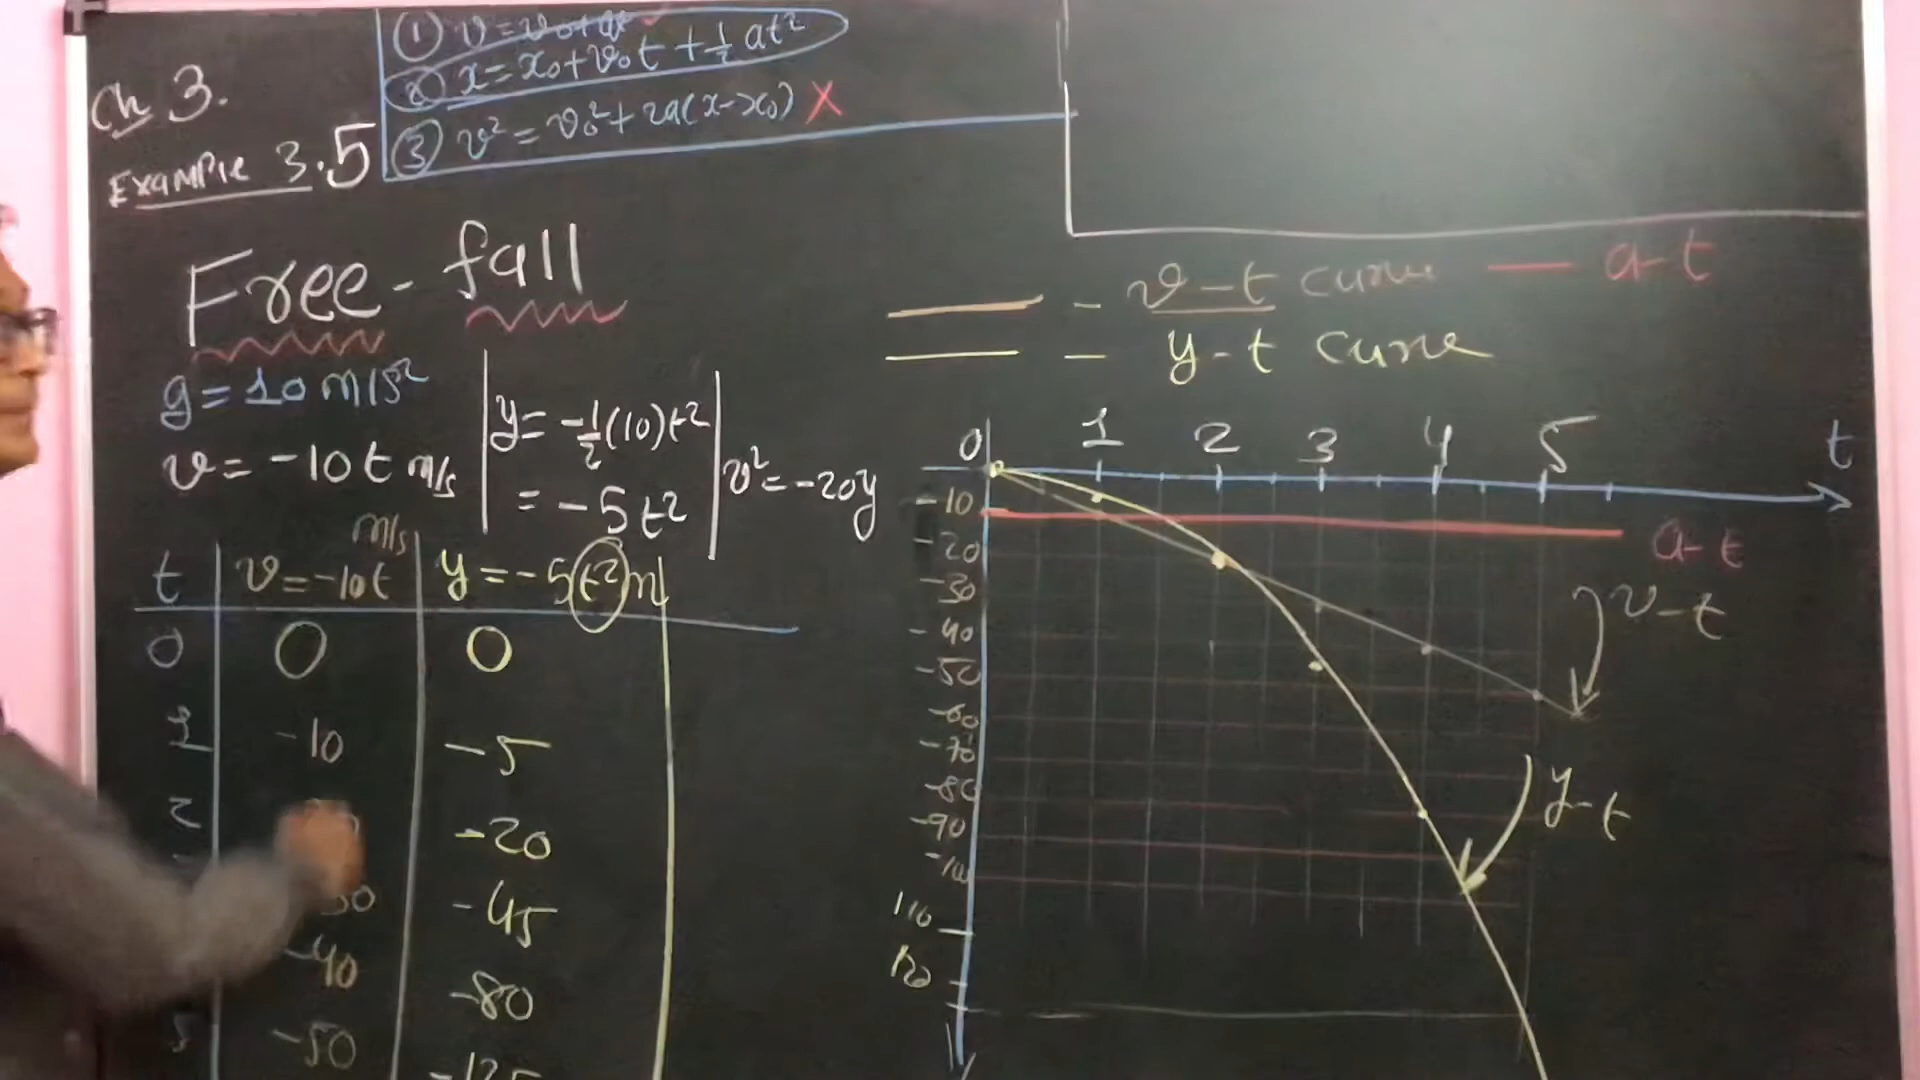 Ch 3.
Example 3.5
① v = v₀ + at
② x = x₀ + v₀t + ½ at²
③ v² = v₀² + 2a(x-x₀) X
Free-fall
g = 10 m/s²
v = -10t m/s
y = -½(10)t²
= -5t²
v² = -20y
m/s
t | v = -10t | y = -5t² m
0 | 0 | 0
1 | -10 | -5
2 | | -20
-45
-40 | -80
5 | -50 | -125
— - v-t curve — a-t
— - y-t curve
0 1 2 3 4 5 t
-10
-20
-30
-40
-50
-60
-70
-80
-90
110
120
a-t
v-t
y-t